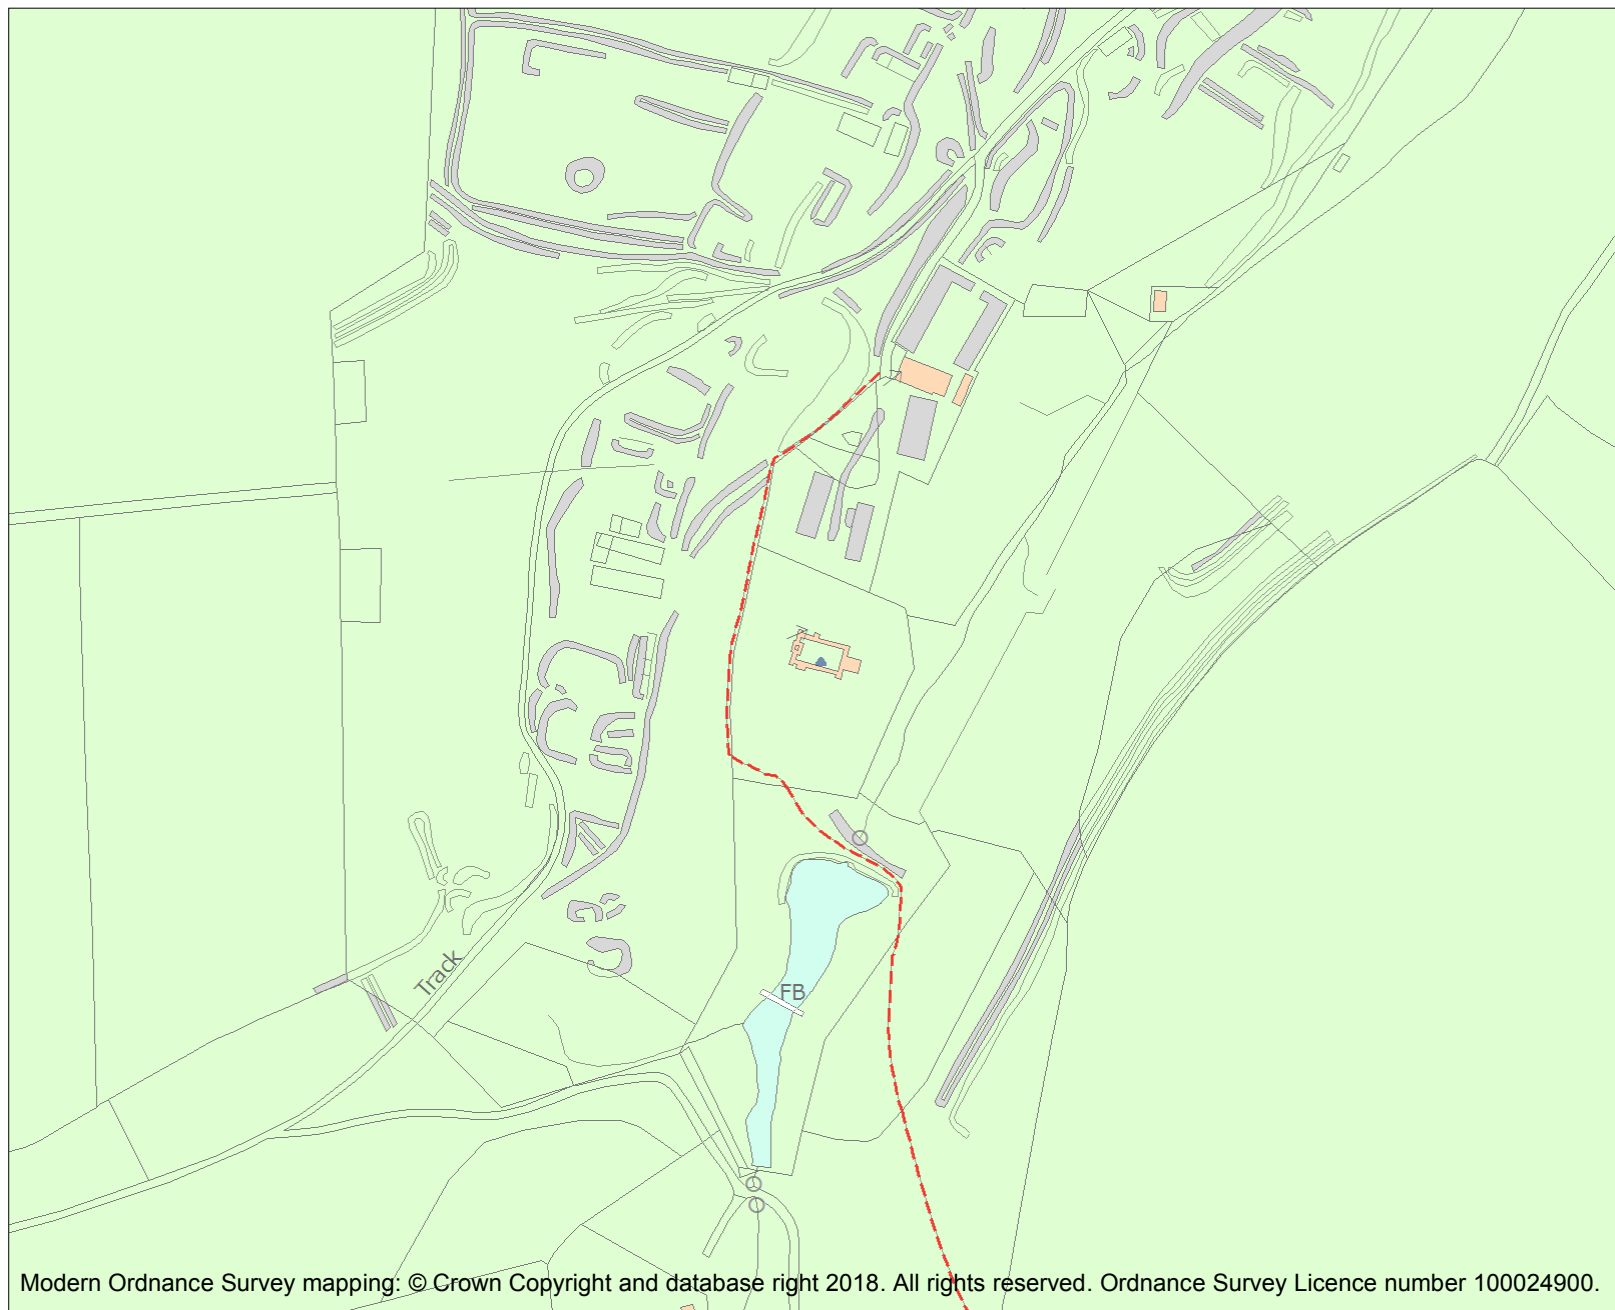 Track
FB
Modern Ordnance Survey mapping: © Crown Copyright and database right 2018. All rights reserved. Ordnance Survey Licence number 100024900.